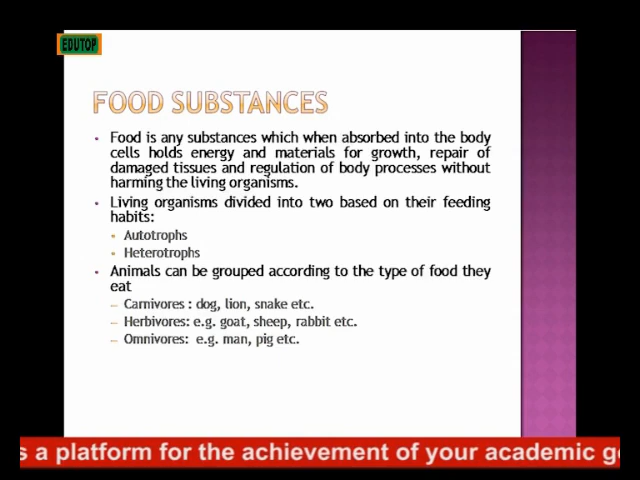 EDUTOP
FOOD SUBSTANCES
Food is any substances which when absorbed into the body
cells holds energy and materials for growth, repair of
damaged tissues and regulation of body processes without
harming the living organisms.
Living organisms divided into two based on their feeding
habits:
Autotrophs
Heterotrophs
Animals can be grouped according to the type of food they
eat
Carnivores : dog, lion, snake etc.
Herbivores: e.g. goat, sheep, rabbit etc.
Omnivores: e.g. man, pig etc.
a platform for the achievement of your academic